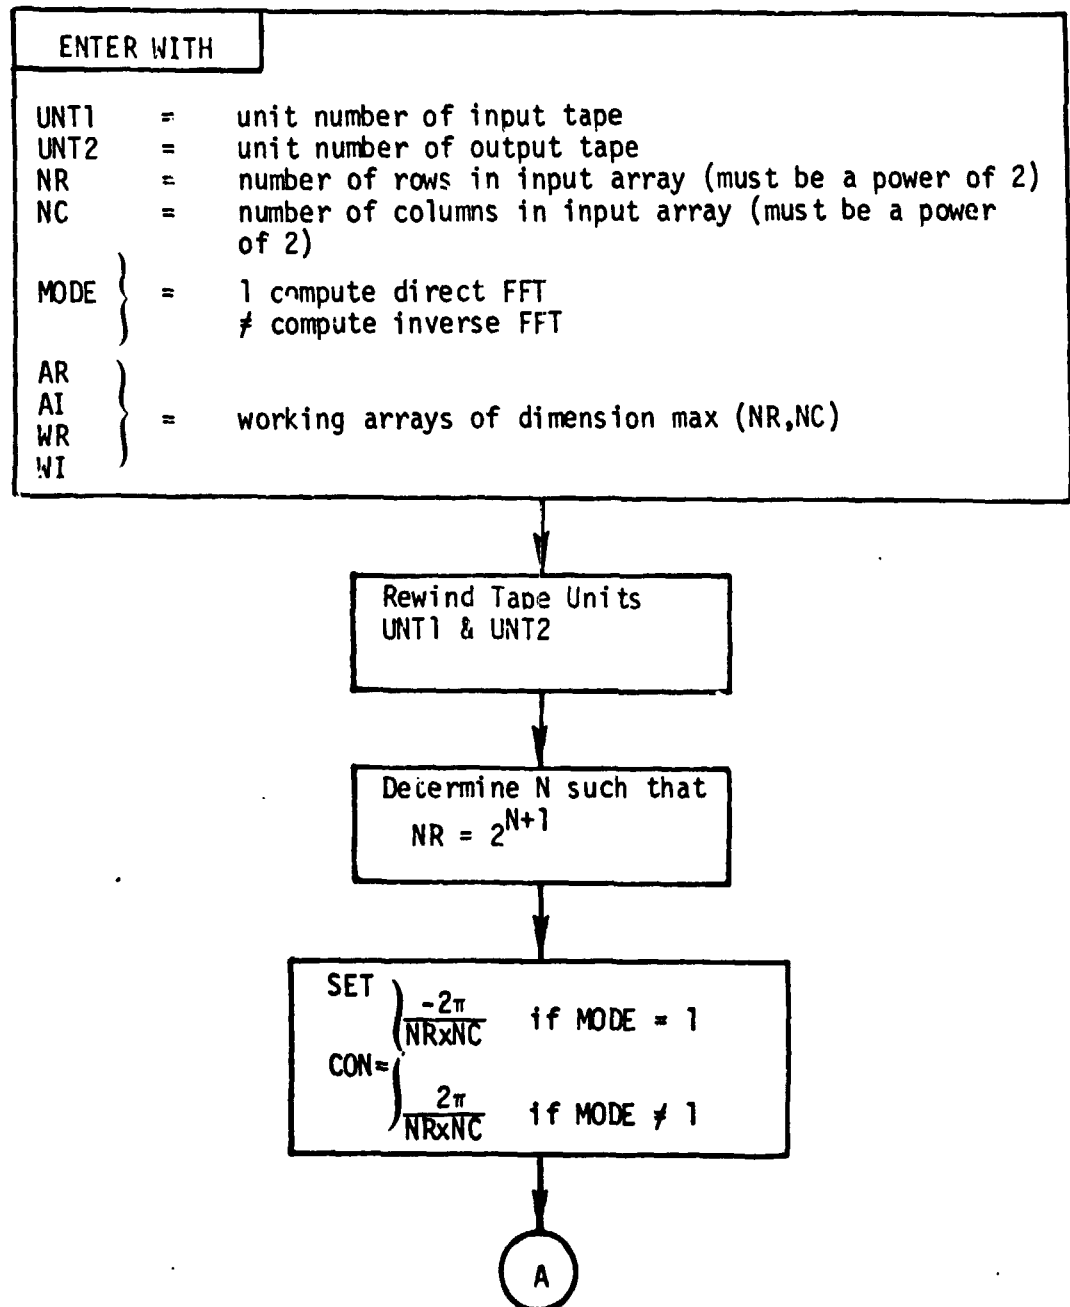 ENTER WITH
UNT1 = unit number of input tape
UNT2 = unit number of output tape
NR = number of rows in input array (must be a power of 2)
NC = number of columns in input array (must be a power
of 2)
MODE } = 1 compute direct FFT
≠ compute inverse FFT
AR
AI
WR
WI
} = working arrays of dimension max (NR,NC)
Rewind Tape Units
UNT1 & UNT2
Determine N such that
NR = 2^{N+1}
SET
-2π
NRxNC if MODE = 1
CON=
2π
NRxNC if MODE ≠ 1
A